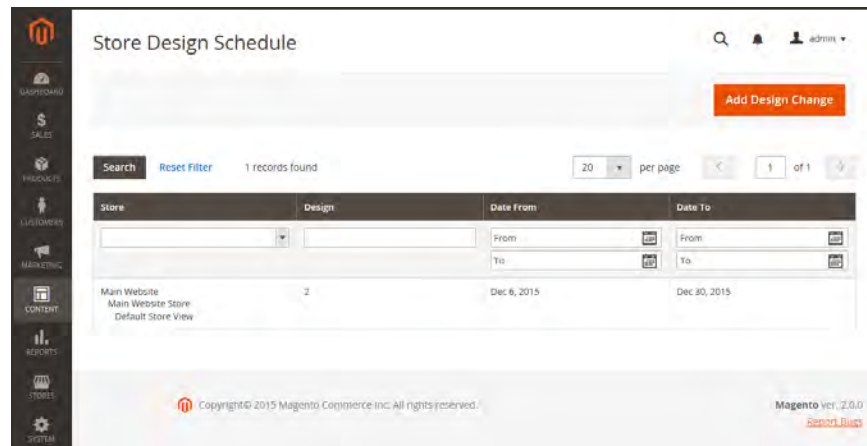 Store Design Schedule
admin
DASHBOARD
SALES
PRODUCTS
CUSTOMERS
MARKETING
CONTENT
REPORTS
STORES
SYSTEM
Add Design Change
Search Reset Filter 1 records found 20 per page 1 of 1
Store Design Date From Date To
From From
To To
Main Website 2 Dec 6, 2015 Dec 30, 2015
Main Website Store
Default Store View
Copyright© 2015 Magento Commerce Inc. All rights reserved. Magento ver. 2.0.0
Report Bugs